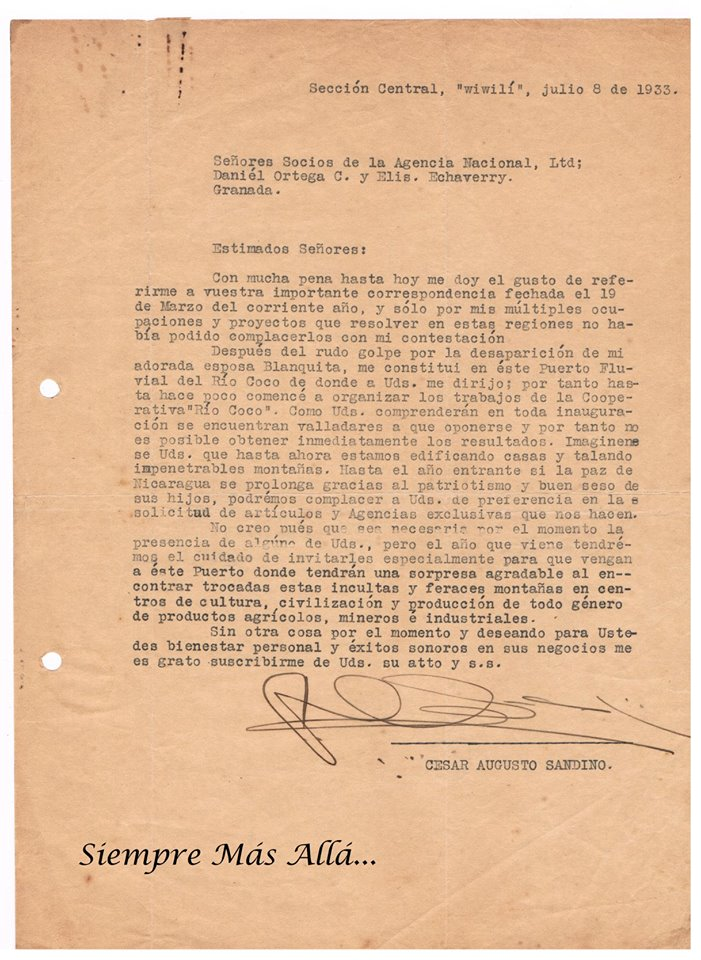 Sección Central, "wiwilí", julio 8 de 1933.
Señores Socios de la Agencia Nacional, Ltd;
Daniél Ortega C. y Elis. Echaverry.
Granada.
Estimados Señores:
Con mucha pena hasta hoy me doy el gusto de refe-
rirme a vuestra importante correspondencia fechada el 19
de Marzo del corriente año, y sólo por mis múltiples ocu-
paciones y proyectos que resolver en estas regiones no ha-
bía podido complacerlos con mi contestación
Después del rudo golpe por la desaparición de mi
adorada esposa Blanquita, me constitui en éste Puerto Flu-
vial del Río Coco de donde a Uds. me dirijo; por tanto has-
ta hace poco comencé a organizar los trabajos de la Coope-
rativa"Río Coco". Como Uds. comprenderán en toda inaugura-
ción se encuentran valladares a que oponerse y por tanto no
es posible obtener inmediatamente los resultados. Imaginen
se Uds. que hasta ahora estamos edificando casas y talando
impenetrables montañas. Hasta el año entrante si la paz de
Nicaragua se prolonga gracias al patriotismo y buen seso de
sus hijos, podrémos complacer a Uds. de preferencia en la s
solicitud de artículos y Agencias exclusivas que nos hacen.
No creo pués que sea necesaria por el momento la
presencia de algúno de Uds., pero el año que viene tendré-
mos el cuidado de invitarles especialmente para que vengan
a éste Puerto donde tendrán una sorpresa agradable al en--
contrar trocadas estas incultas y feraces montañas en cen-
tros de cultura, civilización y producción de todo género
de productos agrícolos, mineros é industriales.
Sin otra cosa por el momento y deseando para Uste-
des bienestar personal y éxitos sonoros en sus negocios me
es grato suscribirme de Uds. su atto y s.s.
CESAR AUGUSTO SANDINO.
Siempre Más Allá...